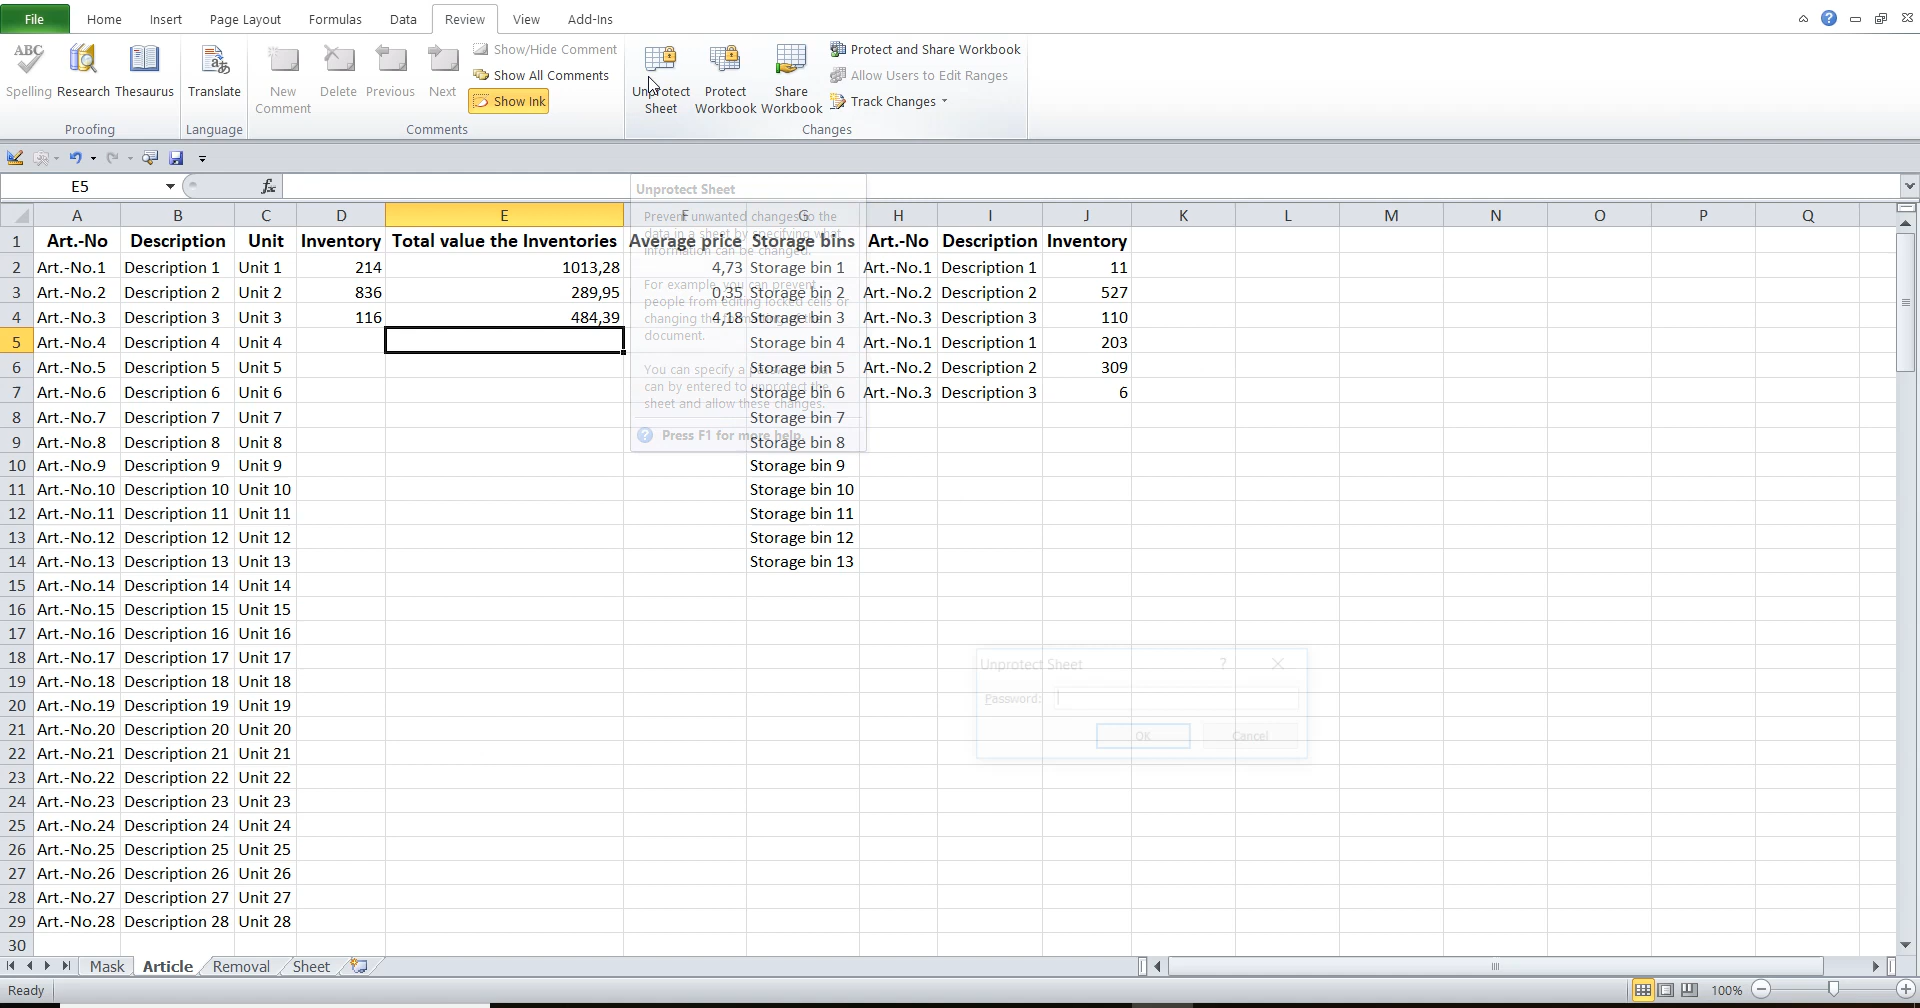 File Home Insert Page Layout Formulas Data Review View Add-Ins
ABC
Spelling Research Thesaurus
Proofing
Translate
Language
New Comment Delete Previous Next
Show/Hide Comment
Show All Comments
Show Ink
Comments
Unprotect Sheet
Protect Workbook
Share Workbook
Protect and Share Workbook
Allow Users to Edit Ranges
Track Changes
Changes
E5 fx
Unprotect Sheet
Prevent unwanted changes to the
data in a sheet by specifying what
information can be changed.
For example, you can prevent
people from editing locked cells or
changing the
document.
You can specify a
can by entered to unprotect the
sheet and allow these changes.
Press F1 for more help.
A B C D E F G H I J K L M N O P Q
1 Art.-No Description Unit Inventory Total value the Inventories Average price Storage bins Art.-No Description Inventory
2 Art.-No.1 Description 1 Unit 1 214 1013,28 4,73 Storage bin 1 Art.-No.1 Description 1 11
3 Art.-No.2 Description 2 Unit 2 836 289,95 0,35 Storage bin 2 Art.-No.2 Description 2 527
4 Art.-No.3 Description 3 Unit 3 116 484,39 4,18 Storage bin 3 Art.-No.3 Description 3 110
5 Art.-No.4 Description 4 Unit 4 Storage bin 4 Art.-No.1 Description 1 203
6 Art.-No.5 Description 5 Unit 5 Storage bin 5 Art.-No.2 Description 2 309
7 Art.-No.6 Description 6 Unit 6 Storage bin 6 Art.-No.3 Description 3 6
8 Art.-No.7 Description 7 Unit 7 Storage bin 7
9 Art.-No.8 Description 8 Unit 8 Storage bin 8
10 Art.-No.9 Description 9 Unit 9 Storage bin 9
11 Art.-No.10 Description 10 Unit 10 Storage bin 10
12 Art.-No.11 Description 11 Unit 11 Storage bin 11
13 Art.-No.12 Description 12 Unit 12 Storage bin 12
14 Art.-No.13 Description 13 Unit 13 Storage bin 13
15 Art.-No.14 Description 14 Unit 14
16 Art.-No.15 Description 15 Unit 15
17 Art.-No.16 Description 16 Unit 16
18 Art.-No.17 Description 17 Unit 17
19 Art.-No.18 Description 18 Unit 18
20 Art.-No.19 Description 19 Unit 19
21 Art.-No.20 Description 20 Unit 20
22 Art.-No.21 Description 21 Unit 21
23 Art.-No.22 Description 22 Unit 22
24 Art.-No.23 Description 23 Unit 23
25 Art.-No.24 Description 24 Unit 24
26 Art.-No.25 Description 25 Unit 25
27 Art.-No.26 Description 26 Unit 26
28 Art.-No.27 Description 27 Unit 27
29 Art.-No.28 Description 28 Unit 28
30
Unprotect Sheet ?
Password:
OK Cancel
Mask Article Removal Sheet
Ready 100%